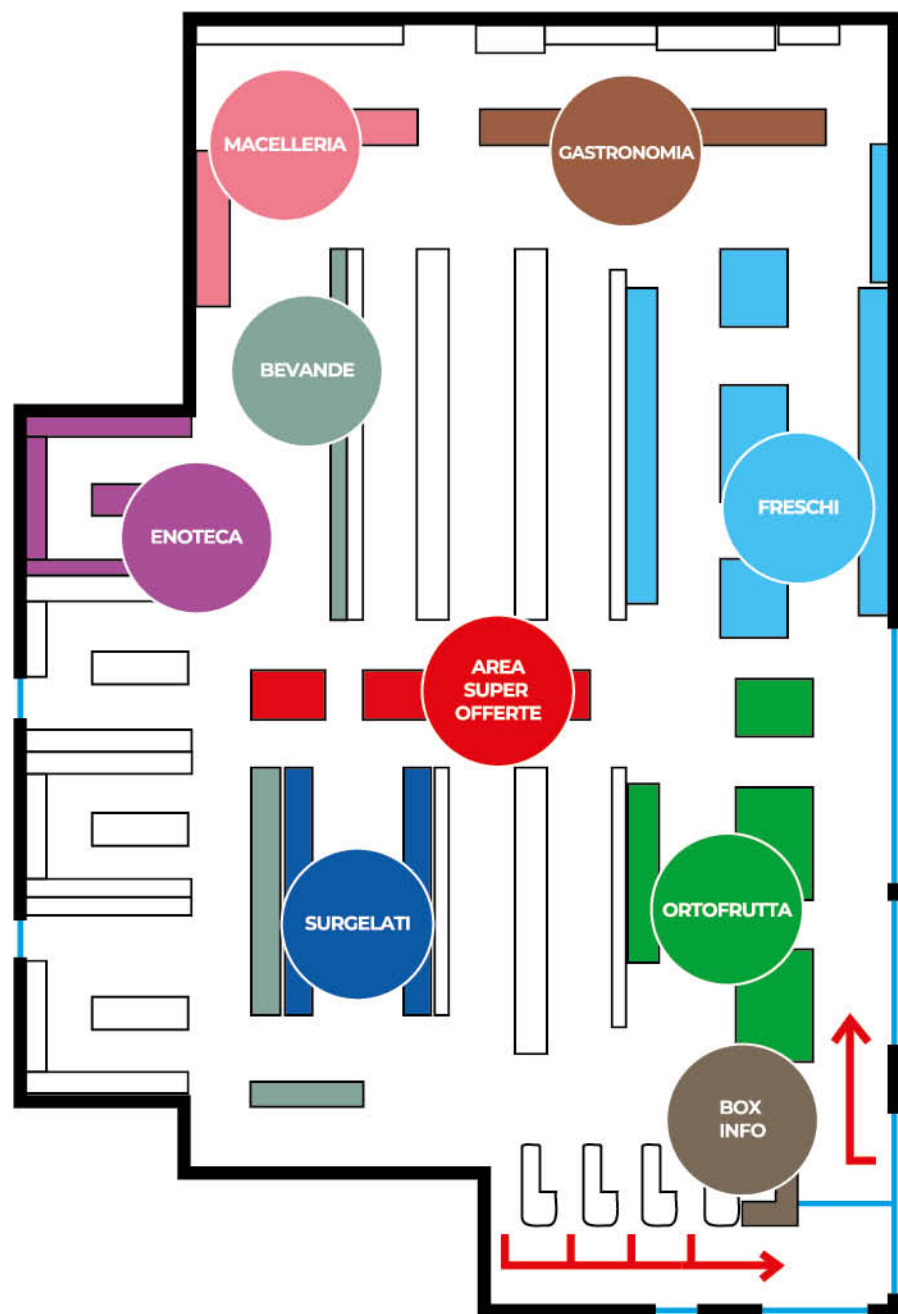 MACELLERIA
GASTRONOMIA
BEVANDE
FRESCHI
ENOTECA
AREA
SUPER
OFFERTE
ORTOFRUTTA
SURGELATI
BOX
INFO